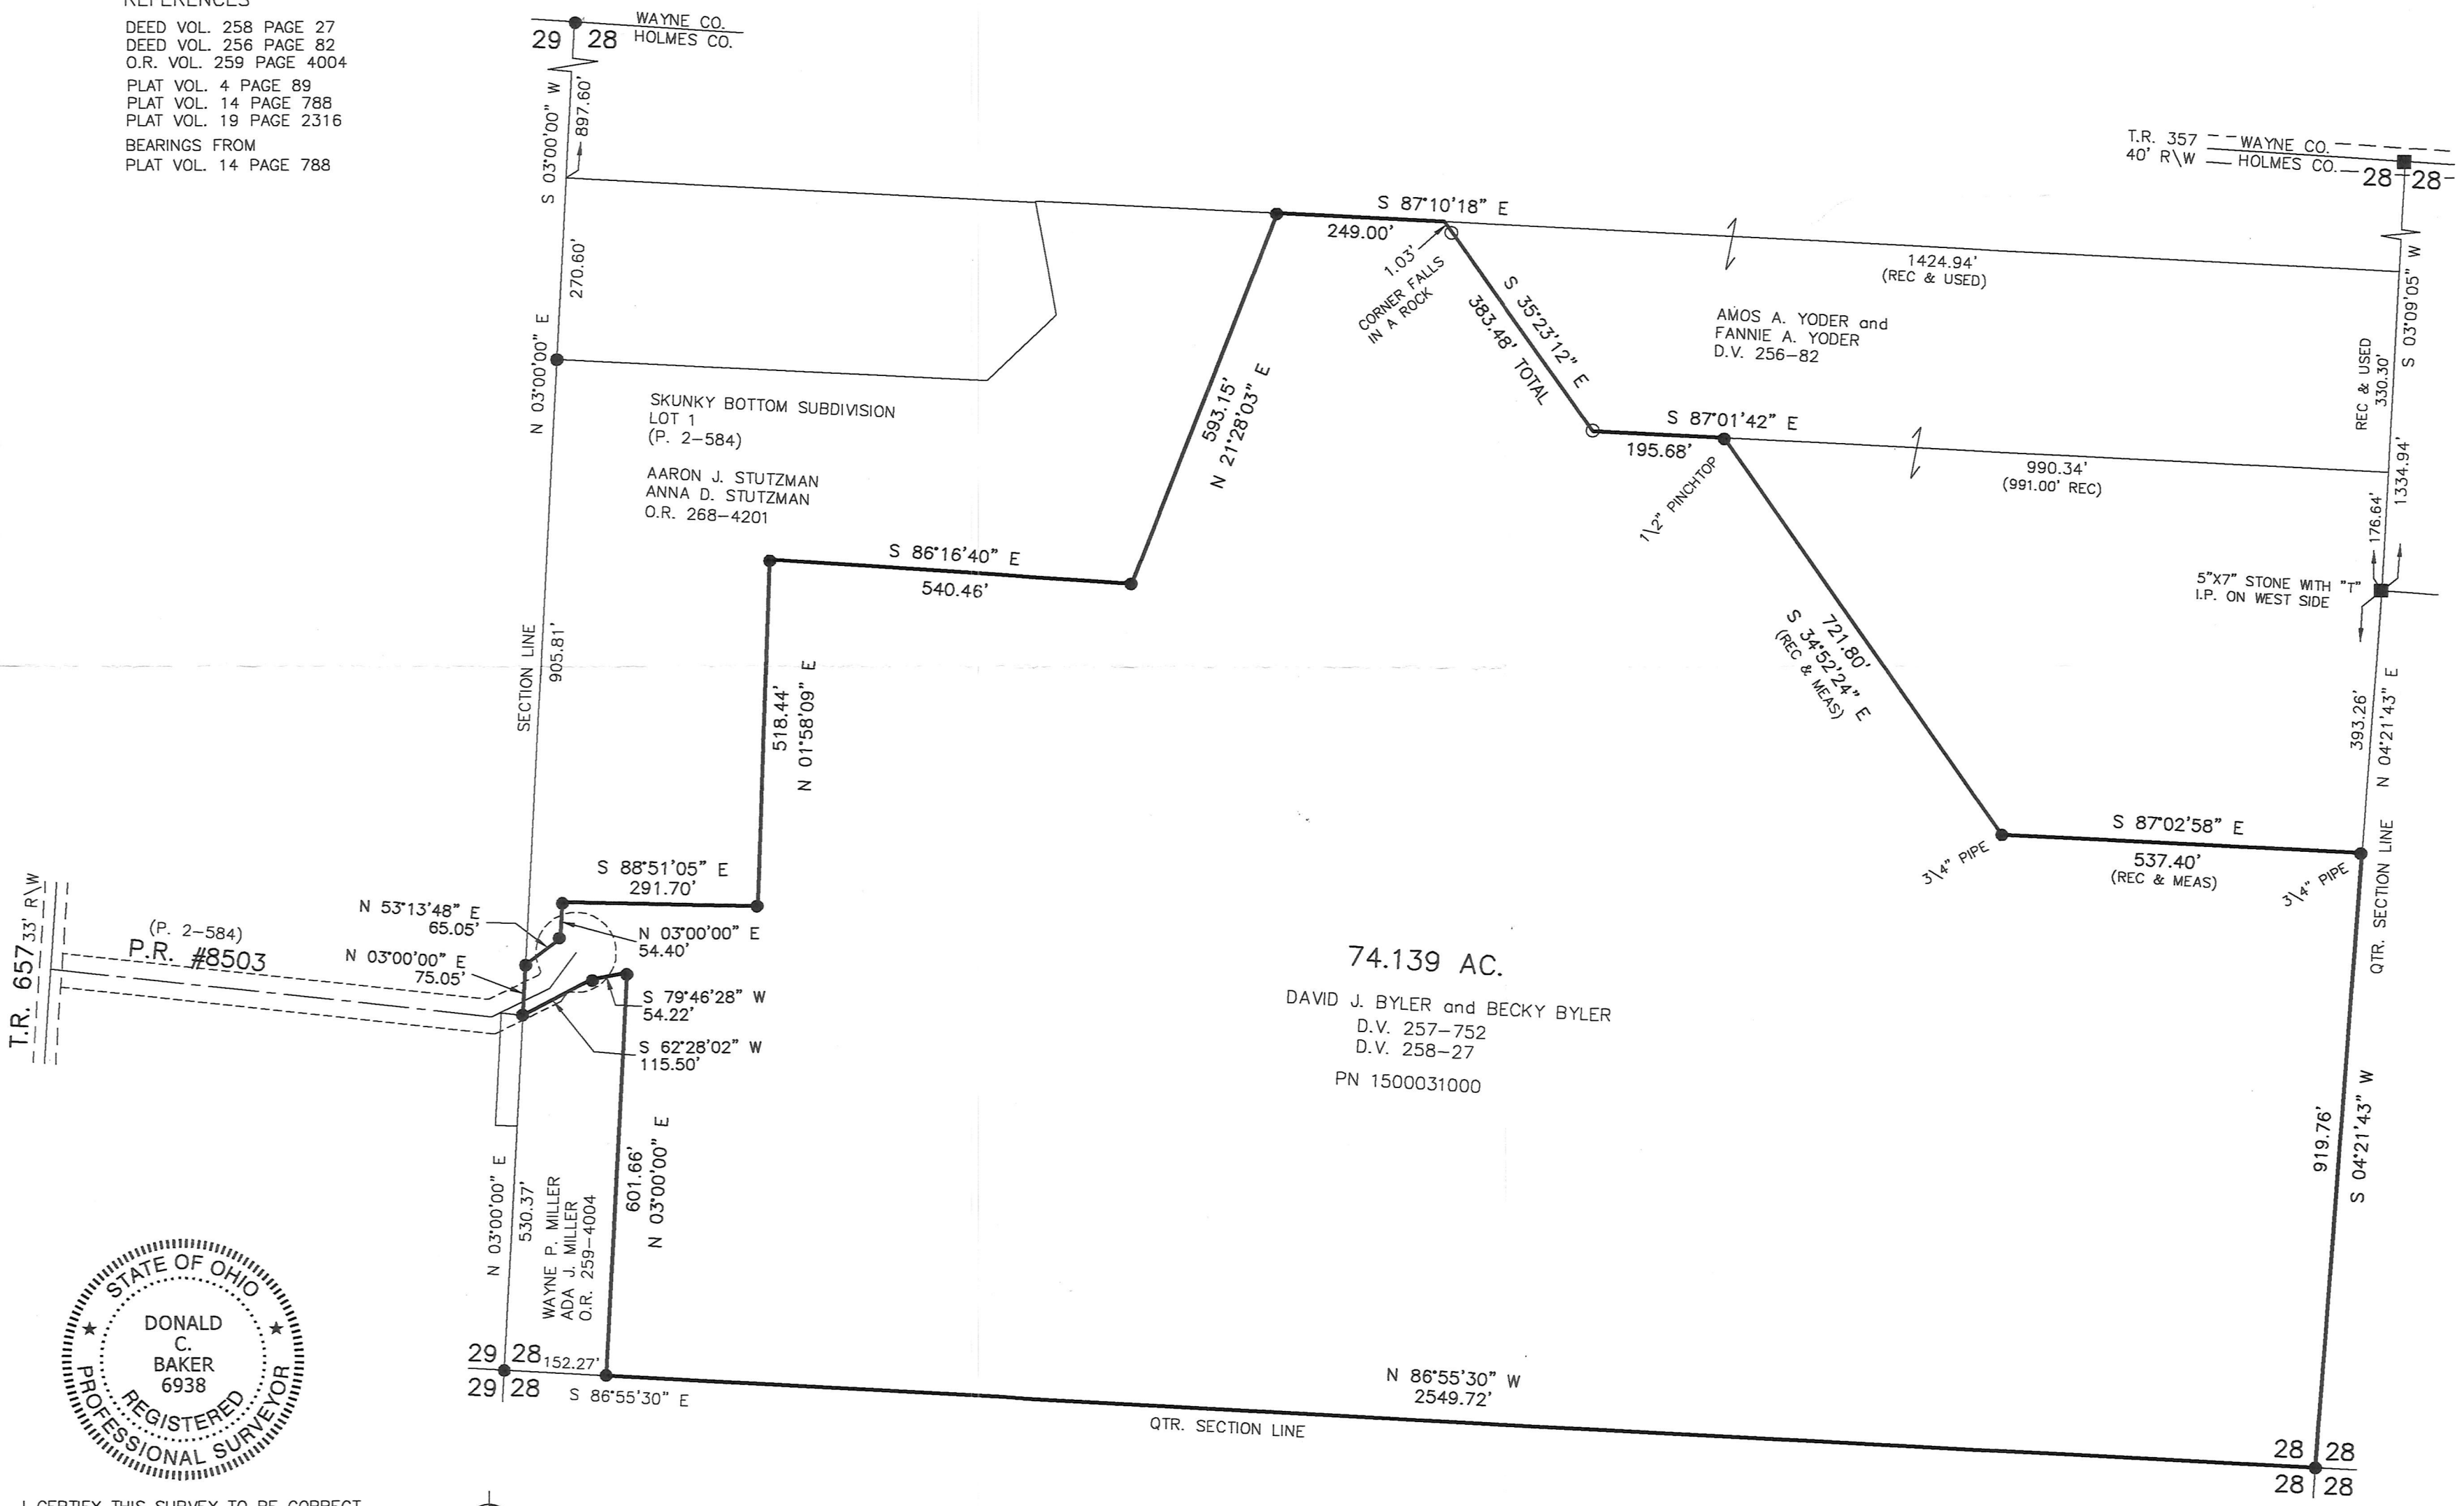 REFERENCES
DEED VOL. 258 PAGE 27
DEED VOL. 256 PAGE 82
O.R. VOL. 259 PAGE 4004
PLAT VOL. 4 PAGE 89
PLAT VOL. 14 PAGE 788
PLAT VOL. 19 PAGE 2316
BEARINGS FROM
PLAT VOL. 14 PAGE 788
WAYNE CO.
29 28 HOLMES CO.
S 03°00'00" W
897.60'
T.R. 357 WAYNE CO.
40' R\W HOLMES CO.
28 28
S 87°10'18" E
249.00'
1.03'
CORNER FALLS
IN A ROCK
S 35°23'12" E
383.48' TOTAL
1424.94'
(REC & USED)
AMOS A. YODER and
FANNIE A. YODER
D.V. 256-82
S 03°09'05" W
REC & USED
330.30'
1334.94'
176.64'
270.60'
N 03°00'00" E
SKUNKY BOTTOM SUBDIVISION
LOT 1
(P. 2-584)
AARON J. STUTZMAN
ANNA D. STUTZMAN
O.R. 268-4201
593.15'
N 21°28'03" E
S 87°01'42" E
195.68'
1\2" PINCHTOP
990.34'
(991.00' REC)
S 86°16'40" E
540.46'
5"X7" STONE WITH "T"
I.P. ON WEST SIDE
721.80'
S 34°52'24" E
(REC & MEAS)
SECTION LINE
905.81'
518.44'
N 01°58'09" E
393.26'
N 04°21'43" E
QTR. SECTION LINE
S 87°02'58" E
537.40'
(REC & MEAS)
3\4" PIPE
3\4" PIPE
S 88°51'05" E
291.70'
N 53°13'48" E
65.05'
N 03°00'00" E
54.40'
N 03°00'00" E
75.05'
S 79°46'28" W
54.22'
S 62°28'02" W
115.50'
T.R. 657 33' R\W
(P. 2-584)
P.R. #8503
74.139 AC.
DAVID J. BYLER and BECKY BYLER
D.V. 257-752
D.V. 258-27
PN 1500031000
N 03°00'00" E
530.37'
WAYNE P. MILLER
ADA J. MILLER
O.R. 259-4004
601.66'
N 03°00'00" E
919.76'
S 04°21'43" W
29 28
152.27'
29 28
S 86°55'30" E
N 86°55'30" W
2549.72'
QTR. SECTION LINE
28 28
28 28
STATE OF OHIO
DONALD
C.
BAKER
6938
REGISTERED
PROFESSIONAL SURVEYOR
I CERTIFY THIS SURVEY TO BE CORRECT